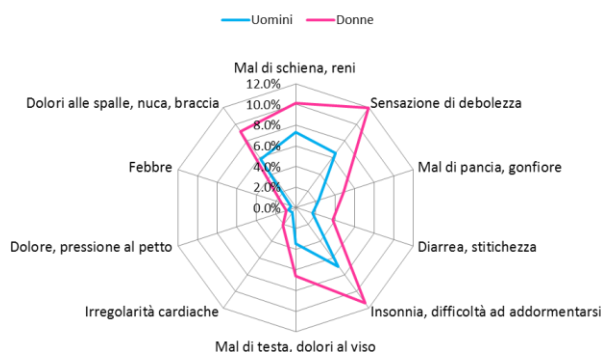 Uomini Donne
Mal di schiena, reni
12.0%
Dolori alle spalle, nuca, braccia
10.0%
Sensazione di debolezza
8.0%
6.0%
Febbre
4.0%
Mal di pancia, gonfiore
2.0%
0.0%
Dolore, pressione al petto
Diarrea, stitichezza
Irregolarità cardiache
Insonnia, difficoltà ad addormentarsi
Mal di testa, dolori al viso